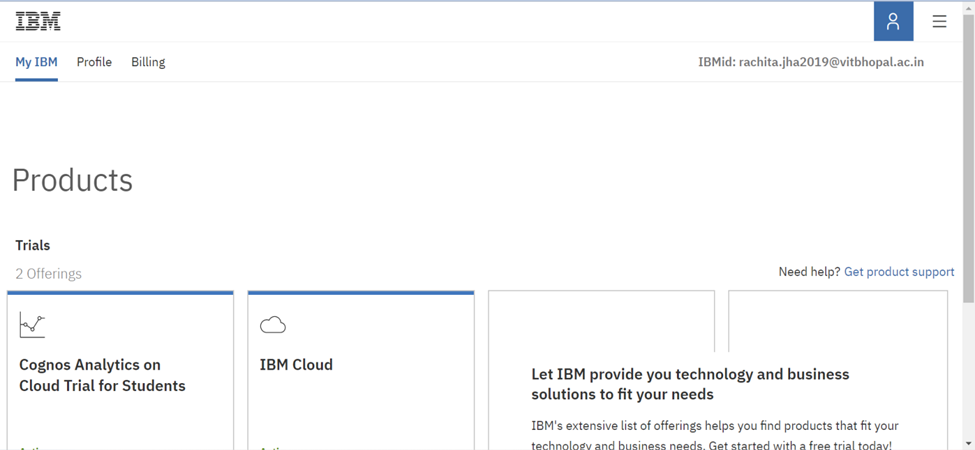 IBM
My IBM Profile Billing IBMid: rachita.jha2019@vitbhopal.ac.in
Products
Trials
2 Offerings
Need help? Get product support
Cognos Analytics on
Cloud Trial for Students
IBM Cloud
Let IBM provide you technology and business
solutions to fit your needs
IBM's extensive list of offerings helps you find products that fit your
technology and business needs. Get started with a free trial today!